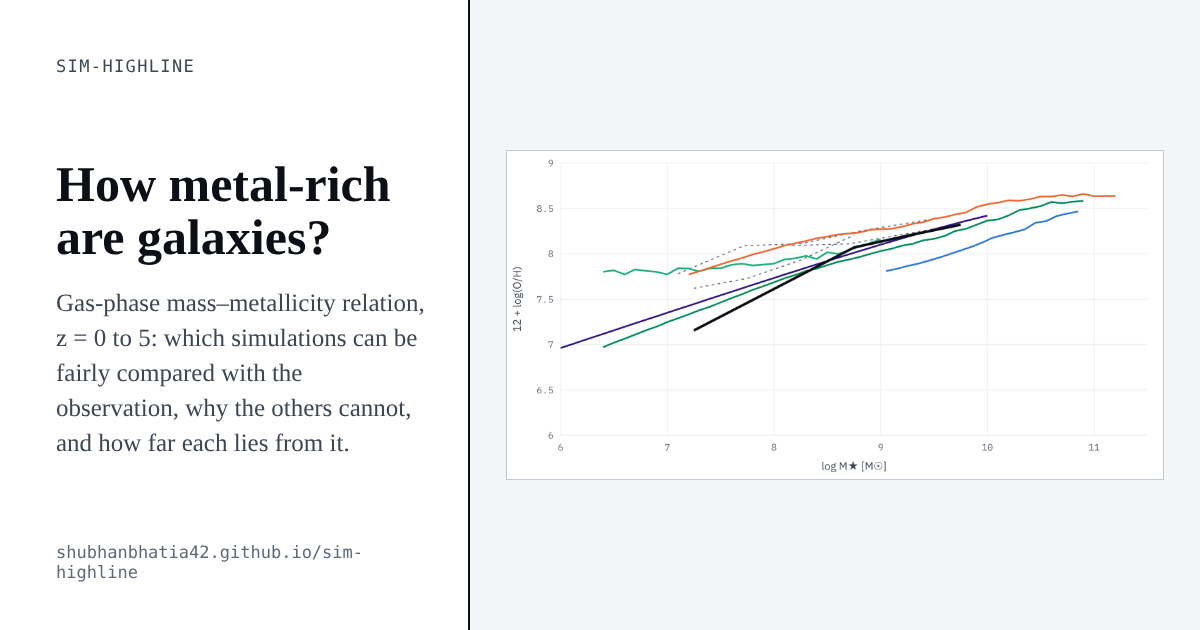 SIM-HIGHLINE
How metal-rich
are galaxies?
Gas-phase mass–metallicity relation,
z = 0 to 5: which simulations can be
fairly compared with the
observation, why the others cannot,
and how far each lies from it.
shubhanbhatia42.github.io/sim-
highline
12 + log(O/H)
9
8.5
8
7.5
7
6.5
6
6 7 8 9 10 11
log M★ [M☉]